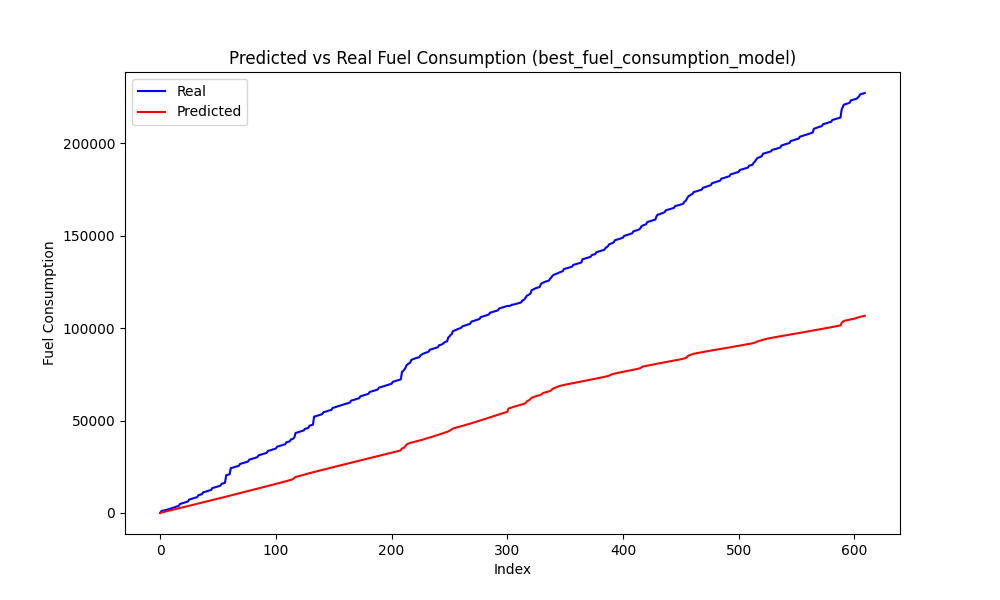 Predicted vs Real Fuel Consumption (best_fuel_consumption_model)
Real
Predicted
200000
150000
100000
50000
0
Fuel Consumption
0 100 200 300 400 500 600
Index